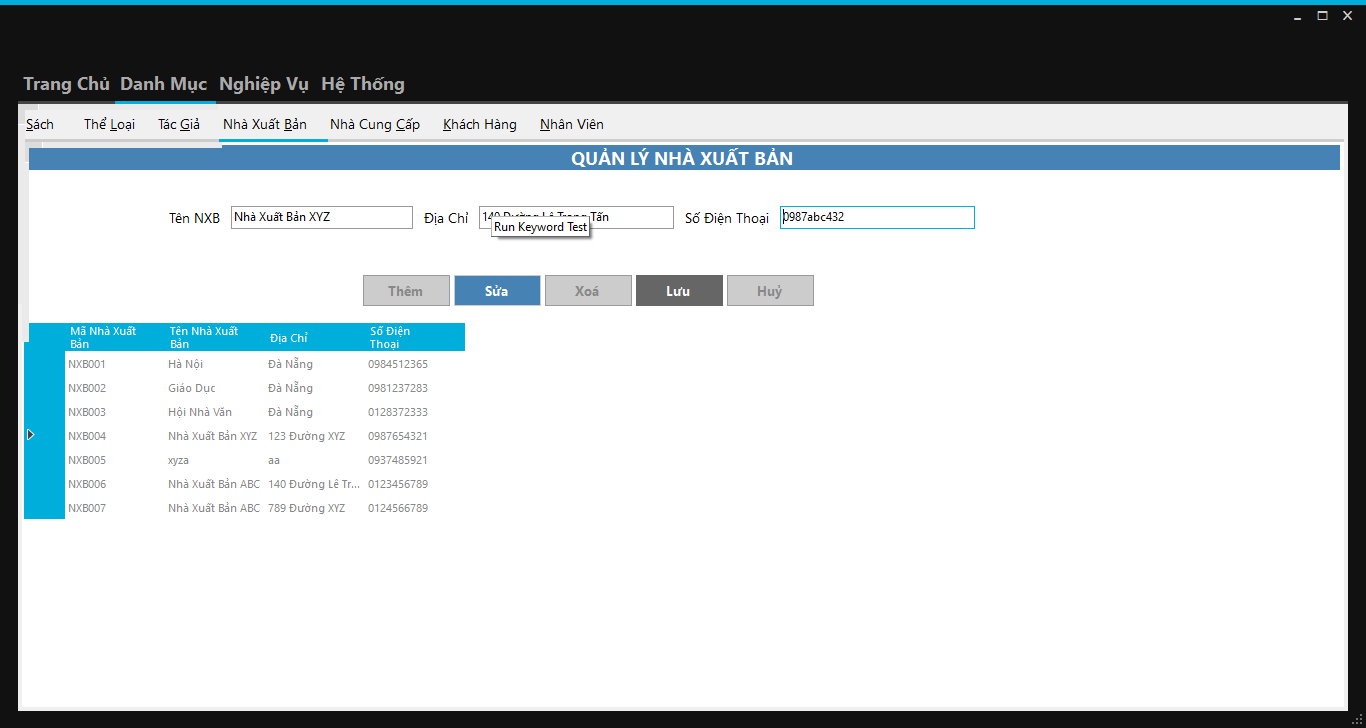 Trang Chủ Danh Mục Nghiệp Vụ Hệ Thống
Sách Thể Loại Tác Giả Nhà Xuất Bản Nhà Cung Cấp Khách Hàng Nhân Viên
QUẢN LÝ NHÀ XUẤT BẢN
Tên NXB Nhà Xuất Bản XYZ Địa Chỉ 140 Đường Lê Trọng Tấn Số Điện Thoại 0987abc432
Run Keyword Test
Thêm Sửa Xoá Lưu Huỷ
Mã Nhà Xuất Bản Tên Nhà Xuất Bản Địa Chỉ Số Điện Thoại
NXB001 Hà Nội Đà Nẵng 0984512365
NXB002 Giáo Dục Đà Nẵng 0981237283
NXB003 Hội Nhà Văn Đà Nẵng 0128372333
NXB004 Nhà Xuất Bản XYZ 123 Đường XYZ 0987654321
NXB005 xyza aa 0937485921
NXB006 Nhà Xuất Bản ABC 140 Đường Lê Tr... 0123456789
NXB007 Nhà Xuất Bản ABC 789 Đường XYZ 0124566789